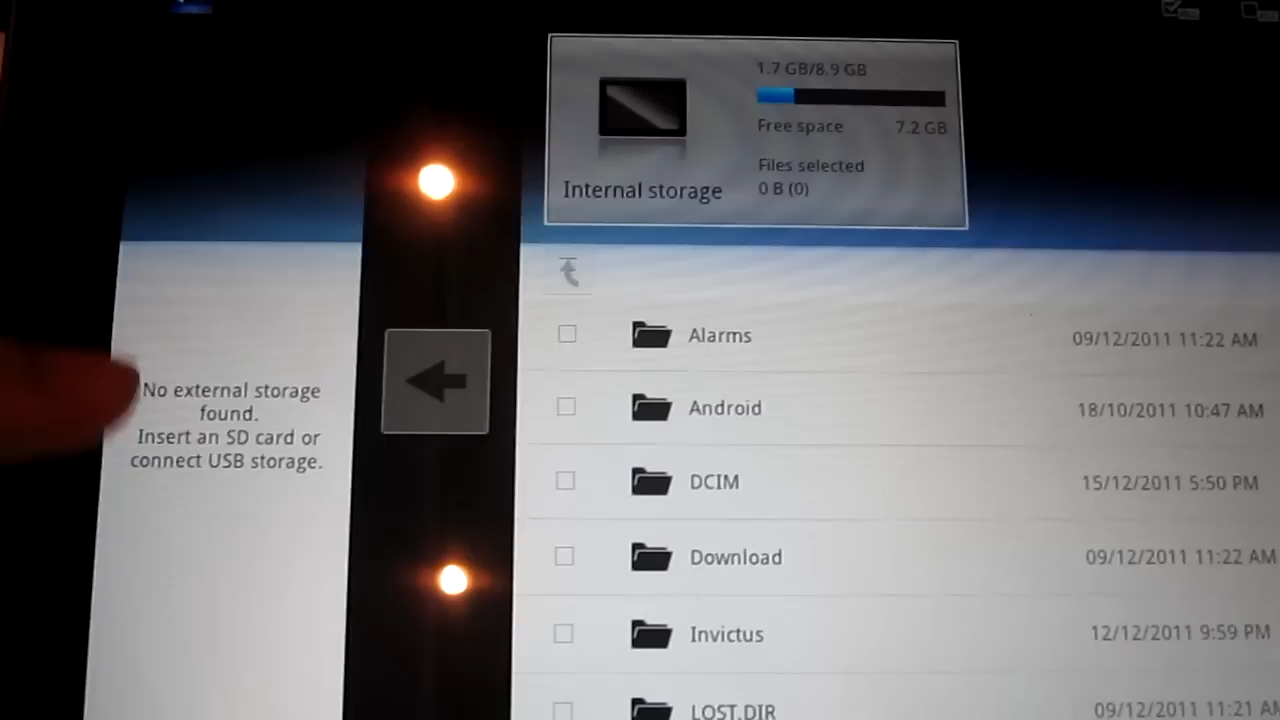 1.7 GB/8.9 GB
Free space 7.2 GB
Files selected
0 B (0)
Internal storage
No external storage
found.
Insert an SD card or
connect USB storage.
Alarms 09/12/2011 11:22 AM
Android 18/10/2011 10:47 AM
DCIM 15/12/2011 5:50 PM
Download 09/12/2011 11:22 AM
Invictus 12/12/2011 9:59 PM
LOST.DIR 09/12/2011 11:21 AM